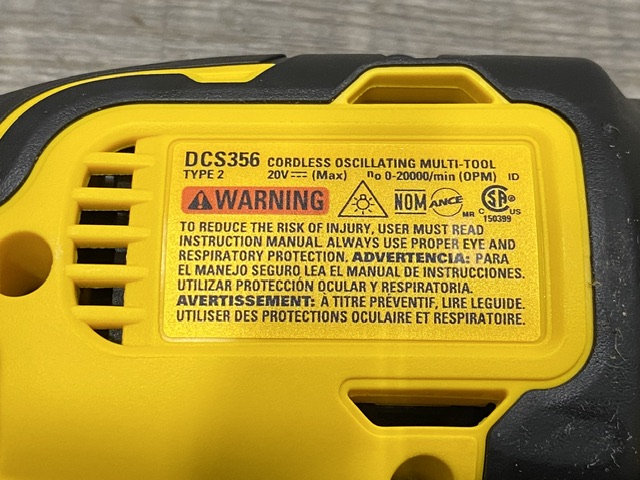 DCS356 CORDLESS OSCILLATING MULTI-TOOL
TYPE 2 20V⎓ (Max) no 0-20000/min (OPM) ID
⚠WARNING NOM ANCE MR C SA® US 150399
TO REDUCE THE RISK OF INJURY, USER MUST READ
INSTRUCTION MANUAL. ALWAYS USE PROPER EYE AND
RESPIRATORY PROTECTION. ADVERTENCIA: PARA
EL MANEJO SEGURO LEA EL MANUAL DE INSTRUCCIONES.
UTILIZAR PROTECCIÓN OCULAR Y RESPIRATORIA.
AVERTISSEMENT: À TITRE PRÉVENTIF, LIRE LEGUIDE.
UTILISER DES PROTECTIONS OCULAIRE ET RESPIRATOIRE.